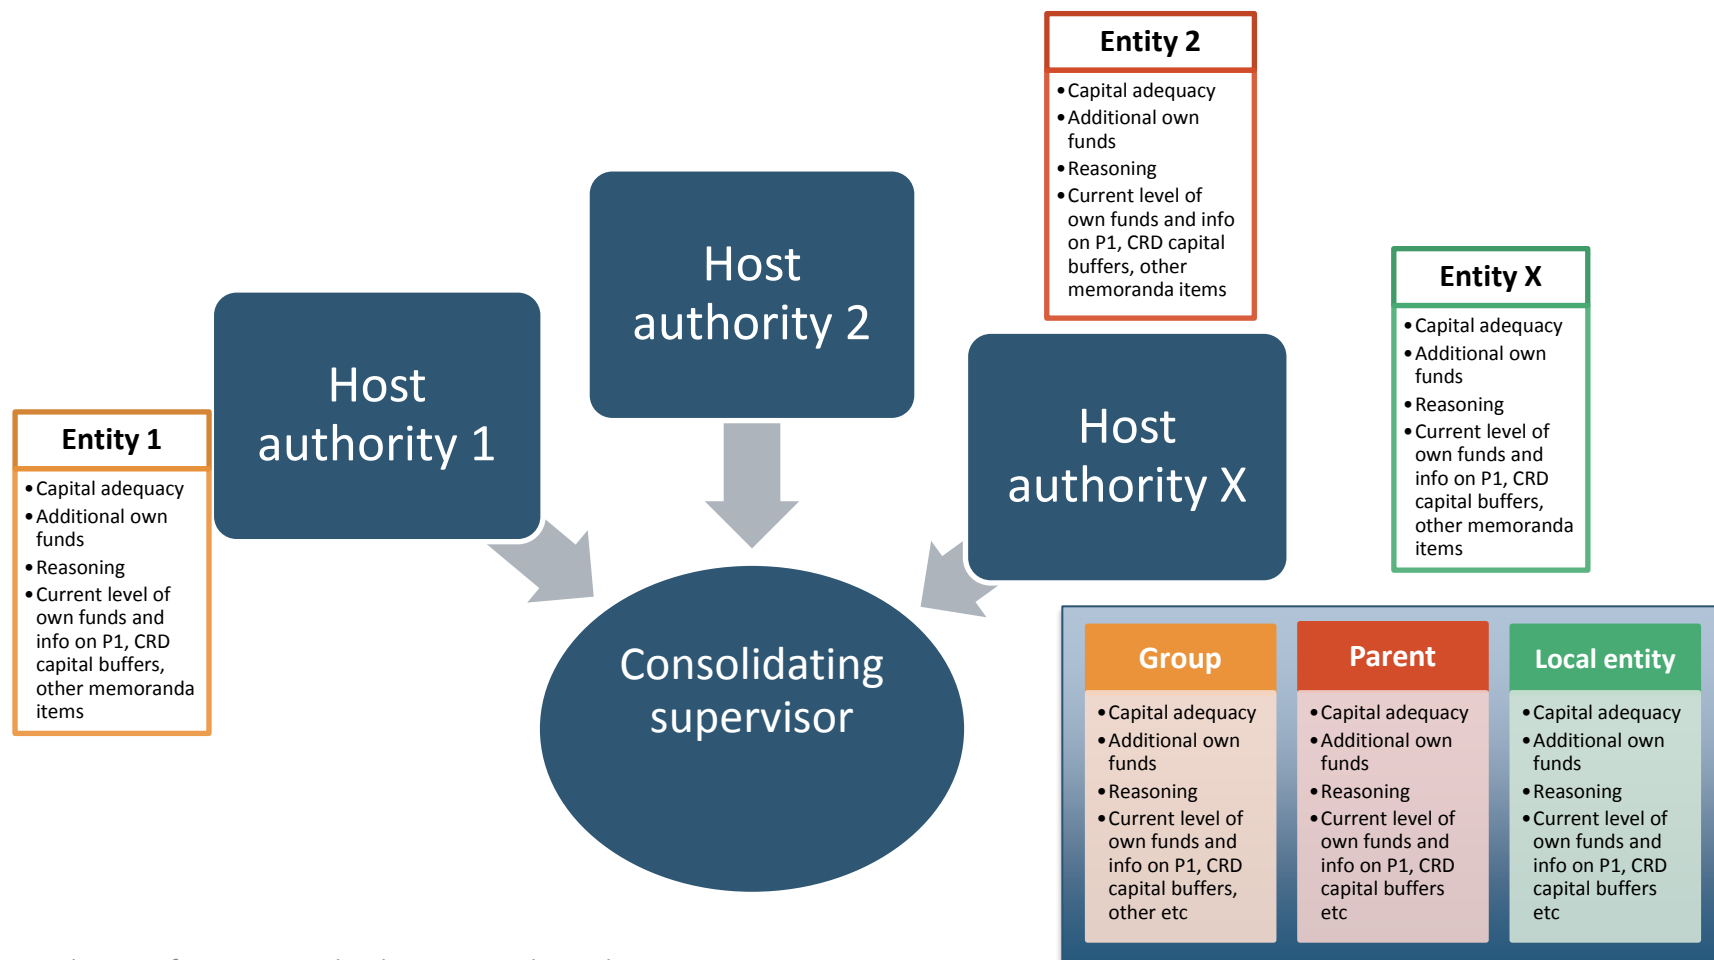 Entity 2
•Capital adequacy
•Additional own
funds
•Reasoning
•Current level of
own funds and info
on P1, CRD capital
buffers, other
memoranda items
Host
authority 2
Entity X
•Capital adequacy
•Additional own
funds
•Reasoning
•Current level of
own funds and
info on P1, CRD
capital buffers,
other memoranda
items
Host
authority 1
Host
authority X
Entity 1
•Capital adequacy
•Additional own
funds
•Reasoning
•Current level of
own funds and
info on P1, CRD
capital buffers,
other memoranda
items
Consolidating
supervisor
Group
•Capital adequacy
•Additional own
funds
•Reasoning
•Current level of
own funds and
info on P1, CRD
capital buffers,
other etc
Parent
•Capital adequacy
•Additional own
funds
•Reasoning
•Current level of
own funds and
info on P1, CRD
capital buffers
etc
Local entity
•Capital adequacy
•Additional own
funds
•Reasoning
•Current level of
own funds and
info on P1, CRD
capital buffers
etc